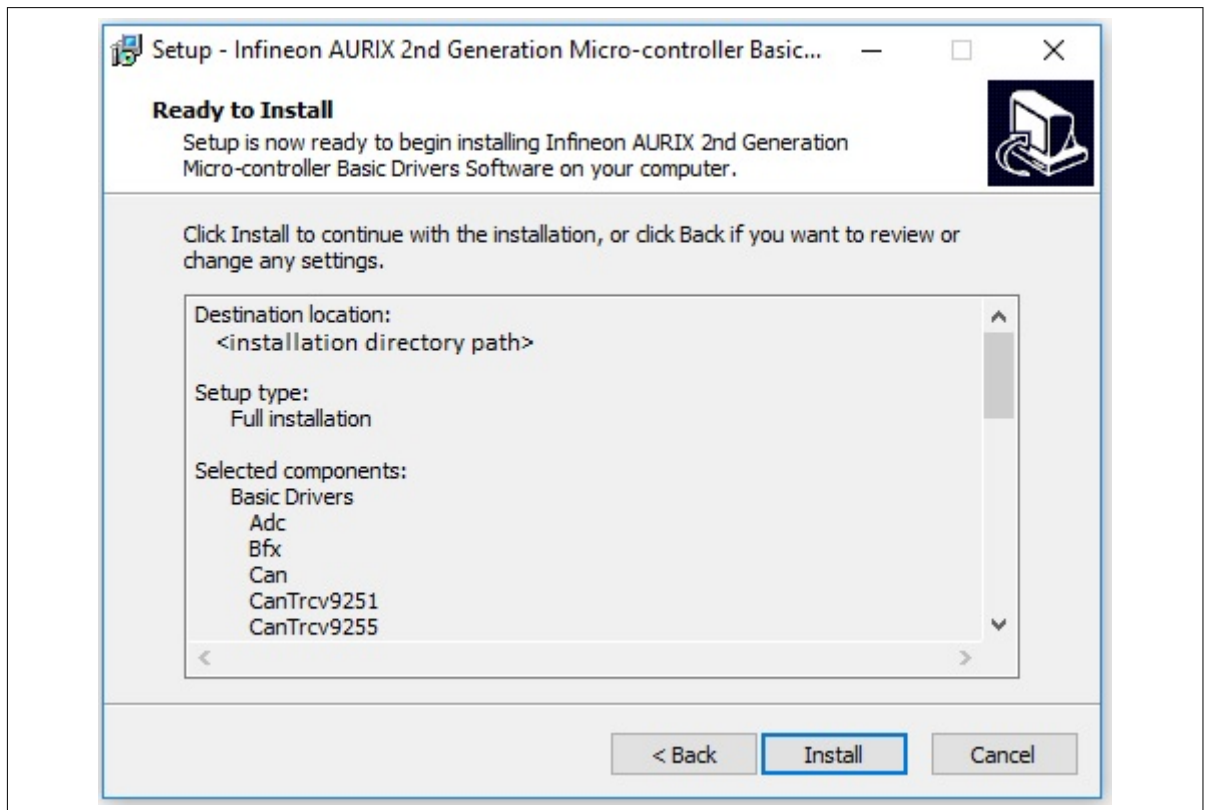 Setup - Infineon AURIX 2nd Generation Micro-controller Basic...
Ready to Install
Setup is now ready to begin installing Infineon AURIX 2nd Generation
Micro-controller Basic Drivers Software on your computer.
Click Install to continue with the installation, or click Back if you want to review or
change any settings.
Destination location:
<installation directory path>
Setup type:
Full installation
Selected components:
Basic Drivers
Adc
Bfx
Can
CanTrcv9251
CanTrcv9255
< Back
Install
Cancel